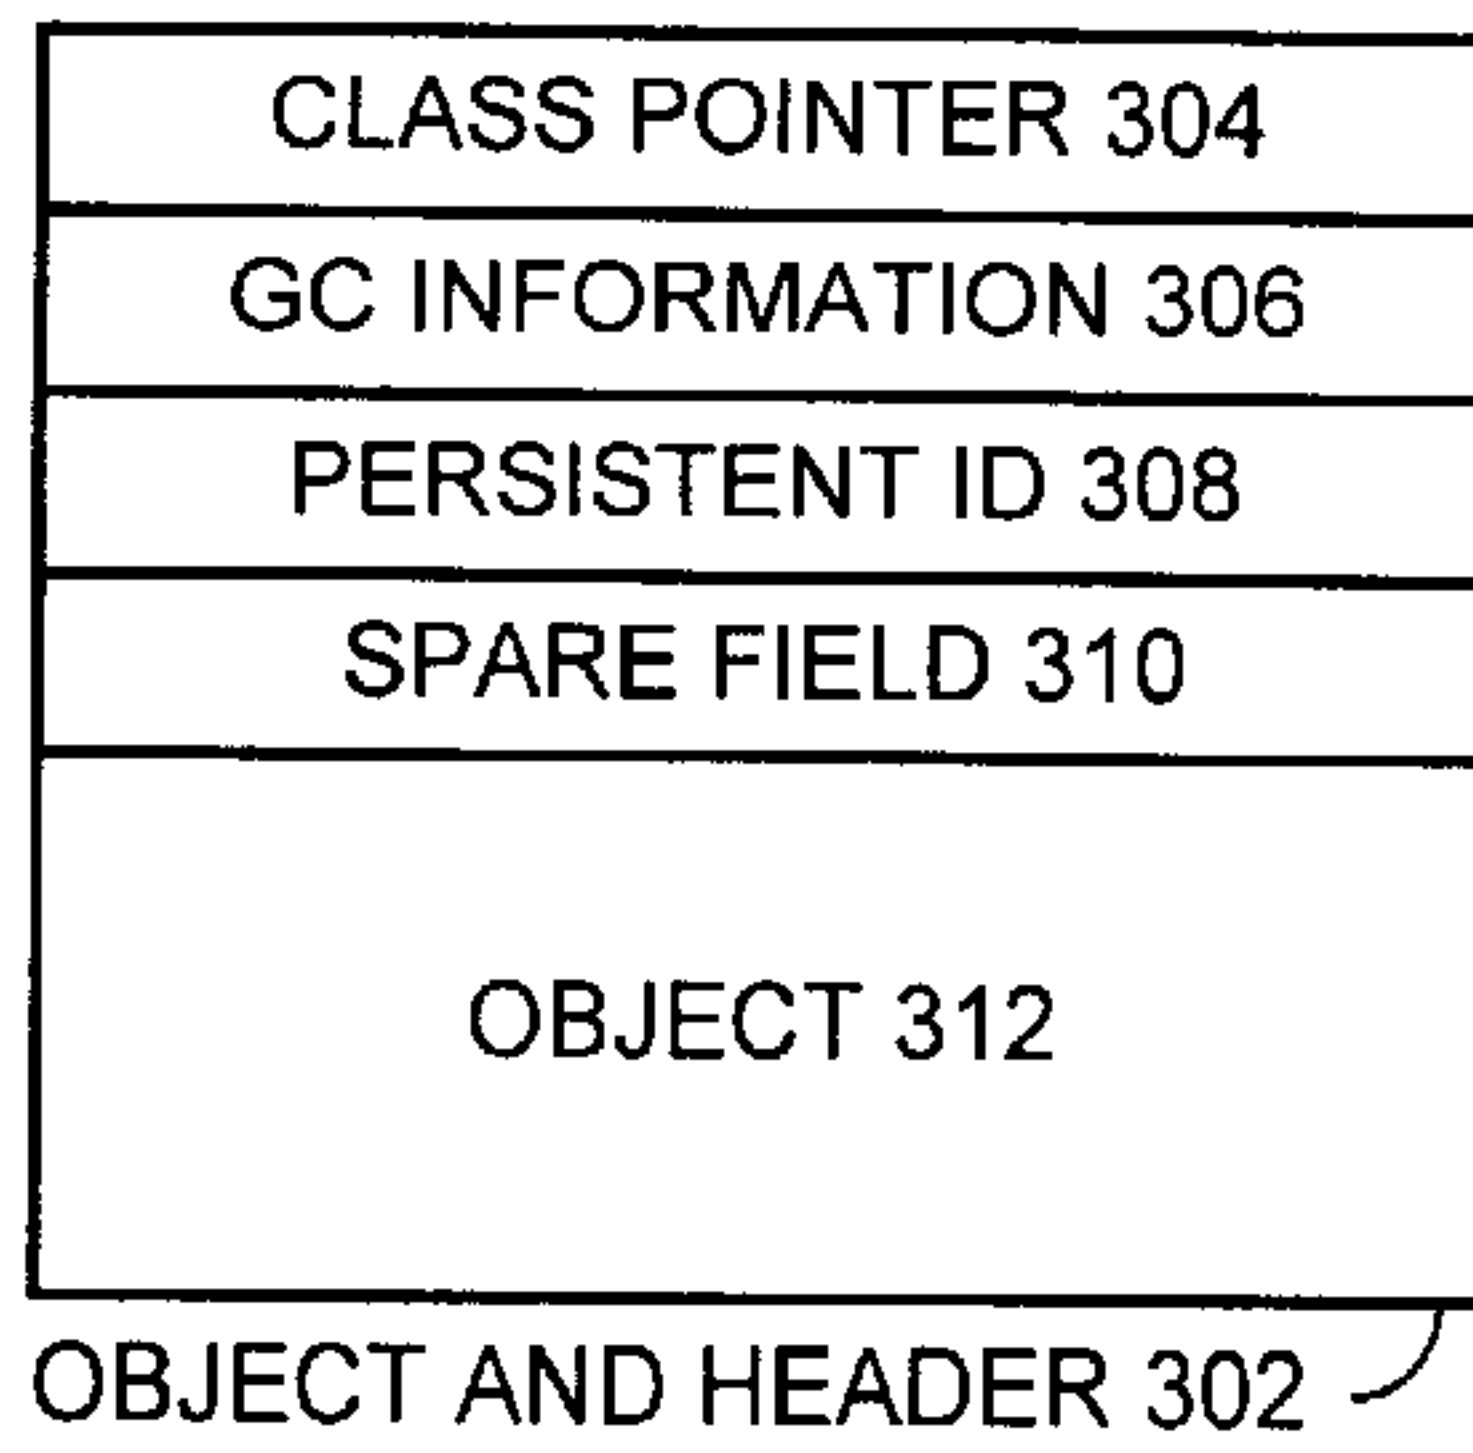 CLASS POINTER 304
GC INFORMATION 306
PERSISTENT ID 308
SPARE FIELD 310
OBJECT 312
OBJECT AND HEADER 302